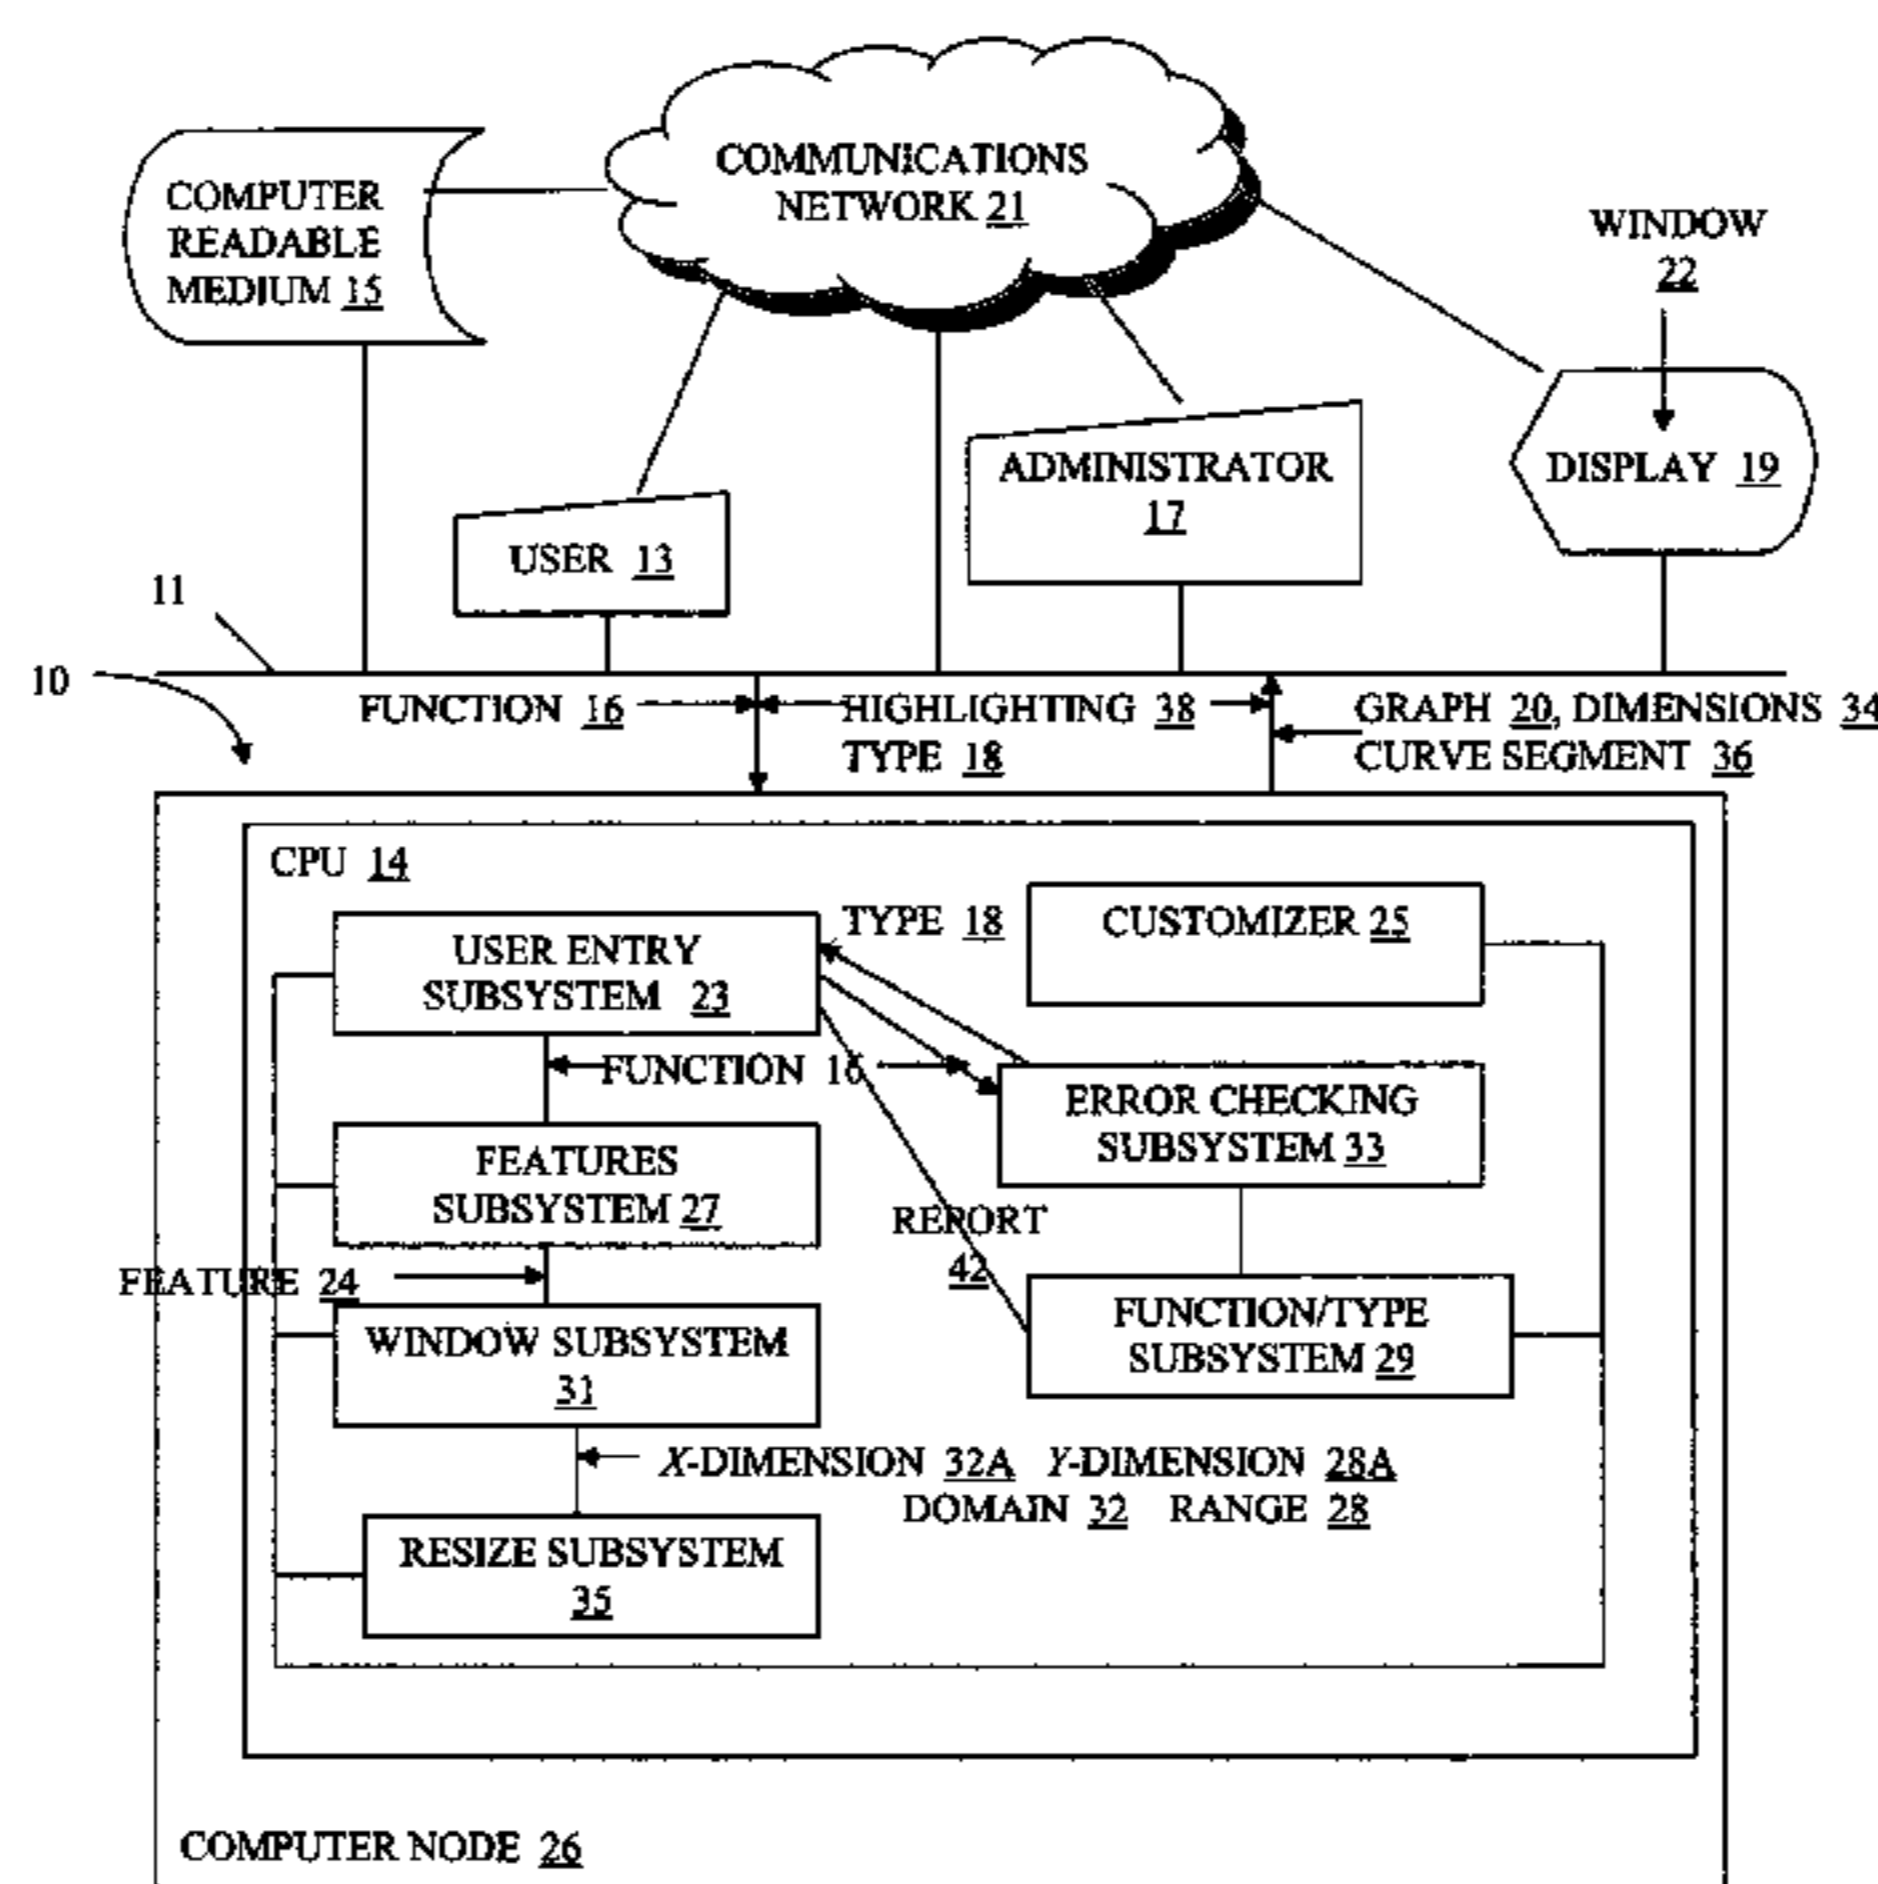 COMMUNICATIONS
NETWORK 21
COMPUTER
READABLE
MEDIUM 15
WINDOW
22
ADMINISTRATOR
17
DISPLAY 19
USER 13
11
10
FUNCTION 16
HIGHLIGHTING 38
TYPE 18
GRAPH 20, DIMENSIONS 34
CURVE SEGMENT 36
CPU 14
USER ENTRY
SUBSYSTEM 23
TYPE 18
CUSTOMIZER 25
FUNCTION 16
ERROR CHECKING
SUBSYSTEM 33
FEATURES
SUBSYSTEM 27
REPORT
42
FEATURE 24
FUNCTION/TYPE
SUBSYSTEM 29
WINDOW SUBSYSTEM
31
X-DIMENSION 32A Y-DIMENSION 28A
DOMAIN 32 RANGE 28
RESIZE SUBSYSTEM
35
COMPUTER NODE 26